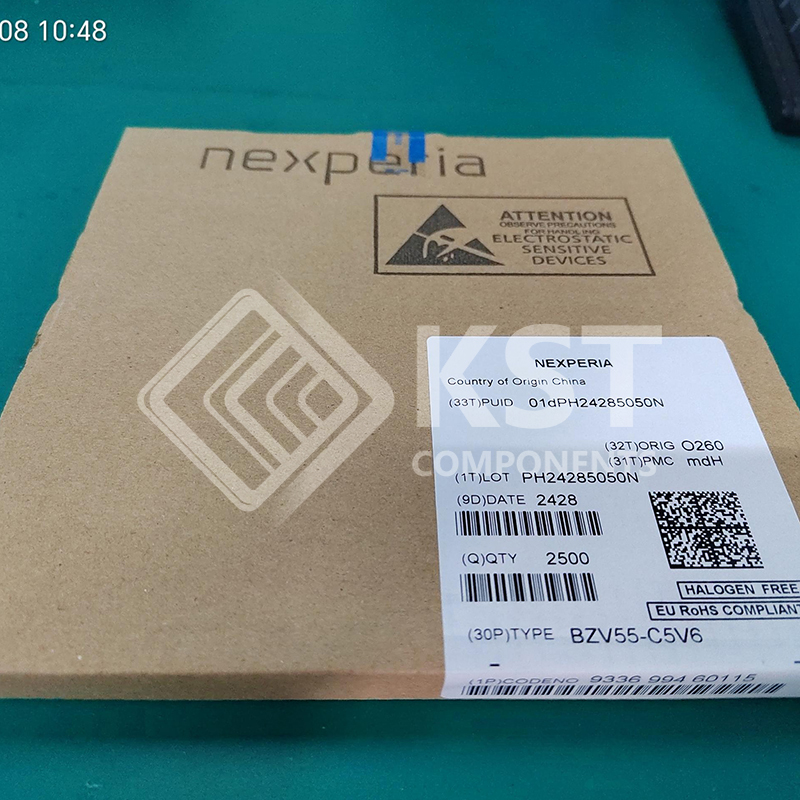 08 10:48
nexperia
ATTENTION
OBSERVE PRECAUTIONS
FOR HANDLING
ELECTROSTATIC
SENSITIVE
DEVICES
KST
COMPONENTS
NEXPERIA
Country of Origin China
(33T)PUID 01dPH24285050N
(32T)ORIG O260
(31T)PMC mdH
(1T)LOT PH24285050N
(9D)DATE 2428
(Q)QTY 2500
HALOGEN FREE
EU RoHS COMPLIANT
(30P)TYPE BZV55-C5V6
(1P)CODENO 9336 994 60115